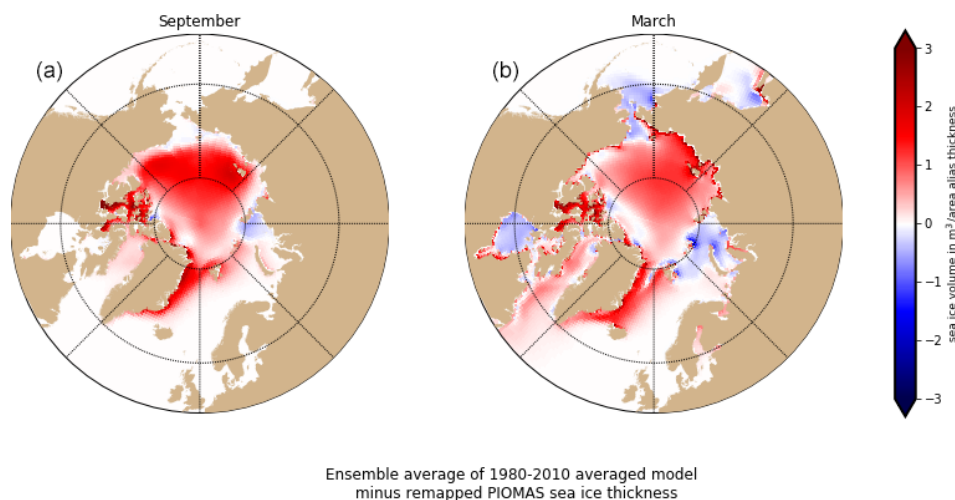 September
March
(a)
(b)
3
2
1
0
−1
−2
−3
sea ice volume in m³/area alias thickness
Ensemble average of 1980-2010 averaged model
minus remapped PIOMAS sea ice thickness